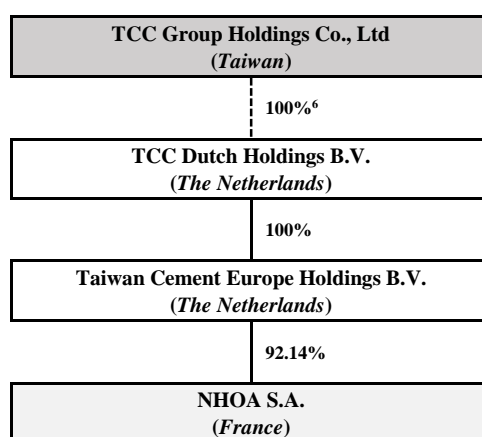 TCC Group Holdings Co., Ltd
(Taiwan)
100%⁶
TCC Dutch Holdings B.V.
(The Netherlands)
100%
Taiwan Cement Europe Holdings B.V.
(The Netherlands)
92.14%
NHOA S.A.
(France)